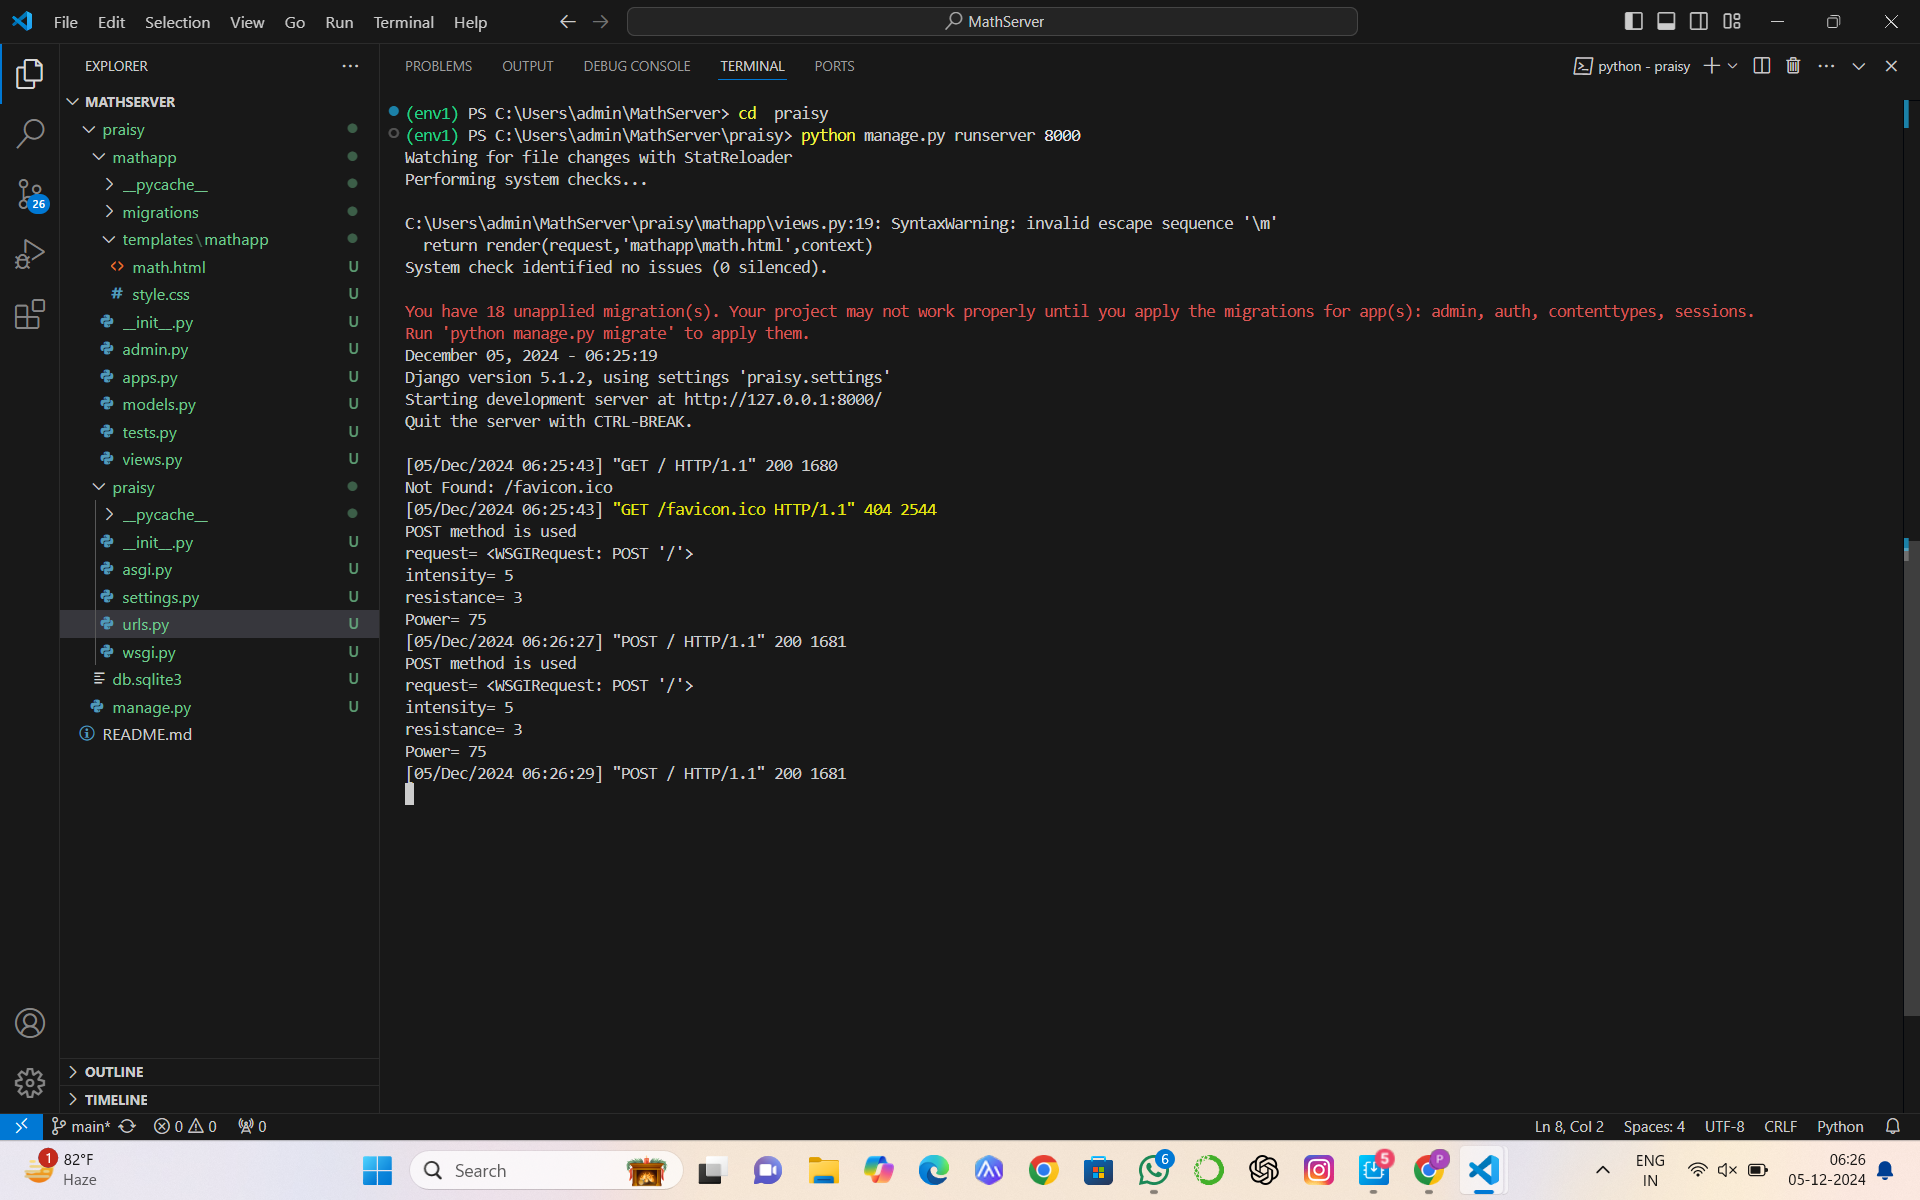 File Edit Selection View Go Run Terminal Help
MathServer
EXPLORER
MATHSERVER
praisy
mathapp
__pycache__
migrations
templates\mathapp
math.html U
style.css U
__init__.py U
admin.py U
apps.py U
models.py U
tests.py U
views.py U
praisy
__pycache__
__init__.py U
asgi.py U
settings.py U
urls.py U
wsgi.py U
db.sqlite3 U
manage.py U
README.md
OUTLINE
TIMELINE
26
PROBLEMS OUTPUT DEBUG CONSOLE TERMINAL PORTS
python - praisy
(env1) PS C:\Users\admin\MathServer> cd  praisy
(env1) PS C:\Users\admin\MathServer\praisy> python manage.py runserver 8000
Watching for file changes with StatReloader
Performing system checks...
C:\Users\admin\MathServer\praisy\mathapp\views.py:19: SyntaxWarning: invalid escape sequence '\m'
  return render(request,'mathapp\math.html',context)
System check identified no issues (0 silenced).
You have 18 unapplied migration(s). Your project may not work properly until you apply the migrations for app(s): admin, auth, contenttypes, sessions.
Run 'python manage.py migrate' to apply them.
December 05, 2024 - 06:25:19
Django version 5.1.2, using settings 'praisy.settings'
Starting development server at http://127.0.0.1:8000/
Quit the server with CTRL-BREAK.
[05/Dec/2024 06:25:43] "GET / HTTP/1.1" 200 1680
Not Found: /favicon.ico
[05/Dec/2024 06:25:43] "GET /favicon.ico HTTP/1.1" 404 2544
POST method is used
request= <WSGIRequest: POST '/'>
intensity= 5
resistance= 3
Power= 75
[05/Dec/2024 06:26:27] "POST / HTTP/1.1" 200 1681
POST method is used
request= <WSGIRequest: POST '/'>
intensity= 5
resistance= 3
Power= 75
[05/Dec/2024 06:26:29] "POST / HTTP/1.1" 200 1681
main* 0 0 0
Ln 8, Col 2 Spaces: 4 UTF-8 CRLF Python
1
82°F
Haze
Search
6
5
P
ENG
IN
06:26
05-12-2024